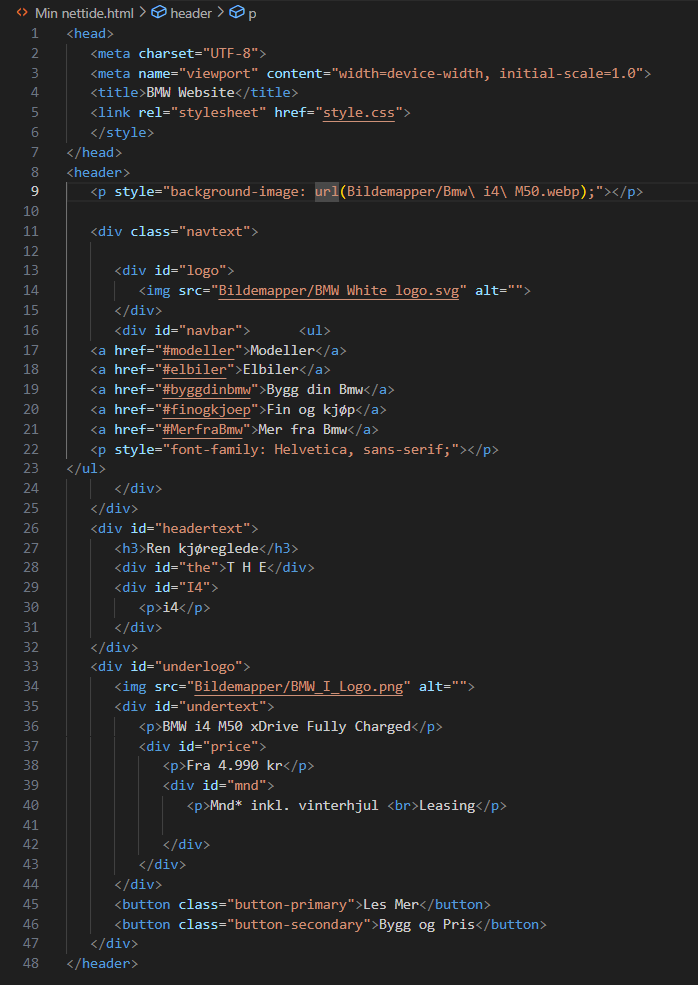 <> Min nettide.html > header > p
1 <head>
2 <meta charset="UTF-8">
3 <meta name="viewport" content="width=device-width, initial-scale=1.0">
4 <title>BMW Website</title>
5 <link rel="stylesheet" href="style.css">
6 </style>
7 </head>
8 <header>
9 <p style="background-image: url(Bildemapper/Bmw\ i4\ M50.webp);"></p>
10
11 <div class="navtext">
12
13 <div id="logo">
14 <img src="Bildemapper/BMW White logo.svg" alt="">
15 </div>
16 <div id="navbar"> <ul>
17 <a href="#modeller">Modeller</a>
18 <a href="#elbiler">Elbiler</a>
19 <a href="#byggdinbmw">Bygg din Bmw</a>
20 <a href="#finogkjoep">Fin og kjøp</a>
21 <a href="#MerfraBmw">Mer fra Bmw</a>
22 <p style="font-family: Helvetica, sans-serif;"></p>
23 </ul>
24 </div>
25 </div>
26 <div id="headertext">
27 <h3>Ren kjøreglede</h3>
28 <div id="the">T H E</div>
29 <div id="I4">
30 <p>i4</p>
31 </div>
32 </div>
33 <div id="underlogo">
34 <img src="Bildemapper/BMW_I_Logo.png" alt="">
35 <div id="undertext">
36 <p>BMW i4 M50 xDrive Fully Charged</p>
37 <div id="price">
38 <p>Fra 4.990 kr</p>
39 <div id="mnd">
40 <p>Mnd* inkl. vinterhjul <br>Leasing</p>
41
42 </div>
43 </div>
44 </div>
45 <button class="button-primary">Les Mer</button>
46 <button class="button-secondary">Bygg og Pris</button>
47 </div>
48 </header>